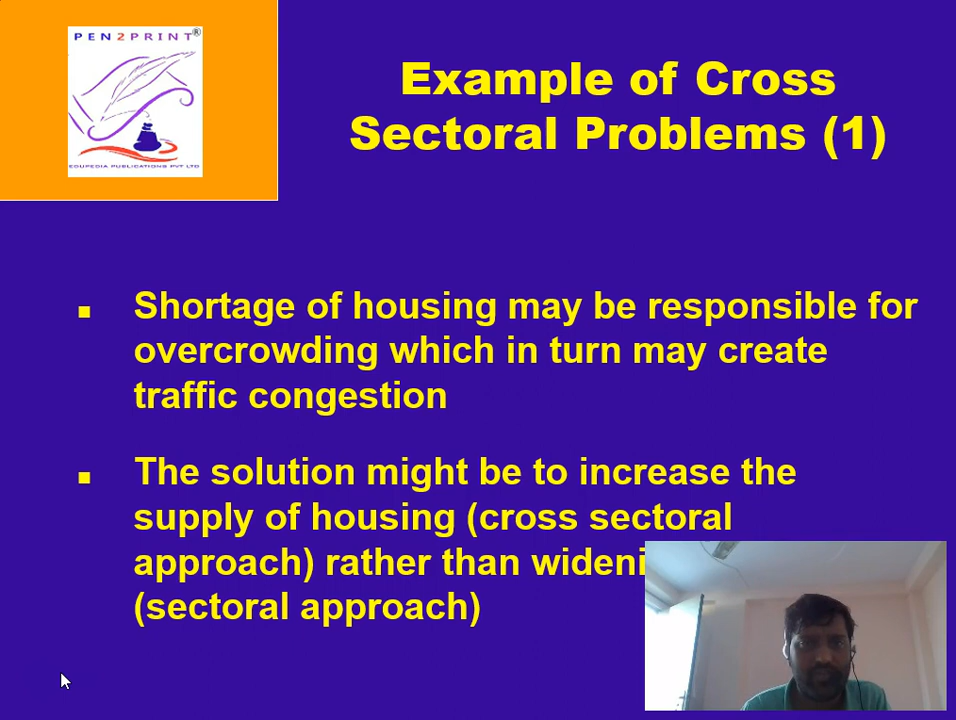 PEN2PRINT®
EDUPEDIA PUBLICATIONS PVT LTD
Example of Cross
Sectoral Problems (1)
Shortage of housing may be responsible for
overcrowding which in turn may create
traffic congestion
The solution might be to increase the
supply of housing (cross sectoral
approach) rather than wideni
(sectoral approach)